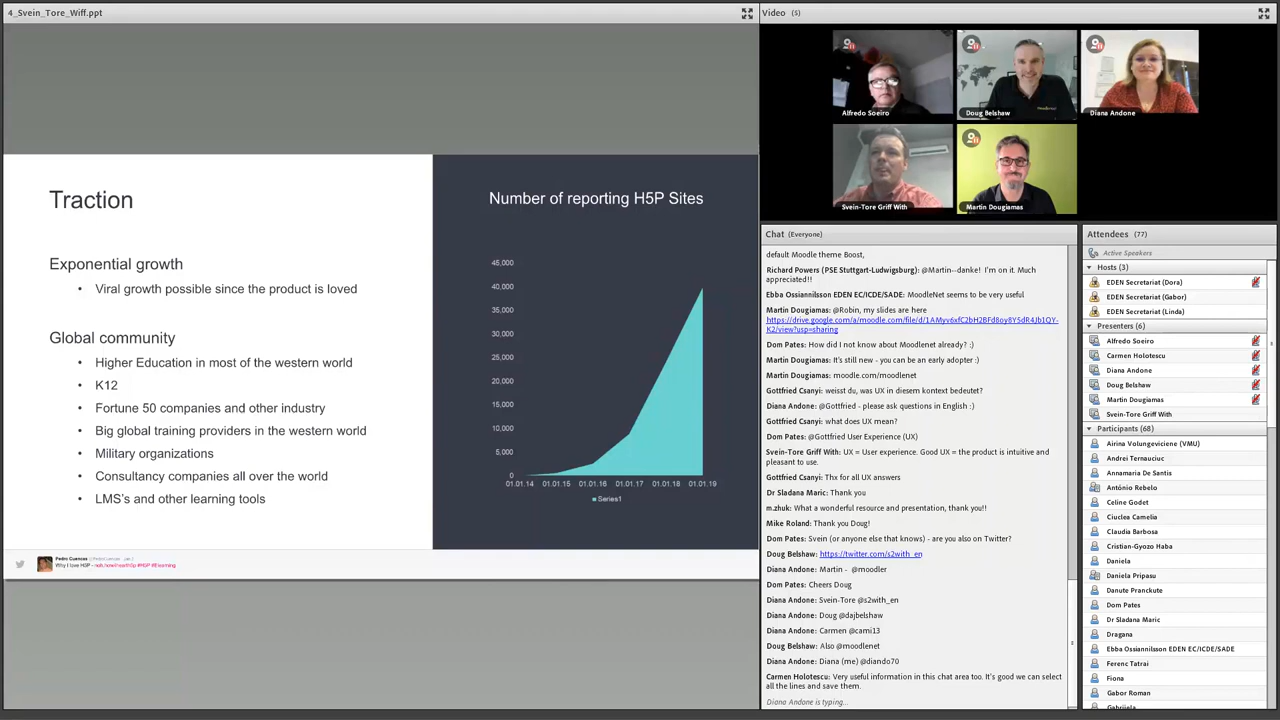 4_Svein_Tore_Wiff.ppt
Traction
Exponential growth
• Viral growth possible since the product is loved
Global community
• Higher Education in most of the western world
• K12
• Fortune 50 companies and other industry
• Big global training providers in the western world
• Military organizations
• Consultancy companies all over the world
• LMS's and other learning tools
Pedro Cuencas
Why I love H5P -
Number of reporting H5P Sites
45,000
40,000
35,000
30,000
25,000
20,000
15,000
10,000
5,000
0
01.01.14 01.01.15 01.01.16 01.01.17 01.01.18 01.01.19
Series1
Video (5)
Alfredo Soeiro
Doug Belshaw
Diana Andone
Svein-Tore Griff With
Martin Dougiamas
Chat (Everyone)
default Moodle theme Boost,
Richard Powers (PSE Stuttgart-Ludwigsburg): @Martin--danke! I'm on it. Much
appreciated!!
Ebba Ossiannilsson EDEN EC/ICDE/SADE: MoodleNet seems to be very useful
Martin Dougiamas: @Robin, my slides are here
https://drive.google.com/a/moodle.com/file/d/1AMyv6xfC2bH2BFd8oy8Y5dR4Jb1QY-
K2/view?usp=sharing
Dom Pates: How did I not know about Moodlenet already? :)
Martin Dougiamas: It's still new - you can be an early adopter :)
Martin Dougiamas: moodle.com/moodlenet
Gottfried Csanyi: weisst du, was UX in diesem kontext bedeutet?
Diana Andone: @Gottfried - please ask questions in English :)
Gottfried Csanyi: what does UX mean?
Dom Pates: @Gottfried User Experience (UX)
Svein-Tore Griff With: UX = User experience. Good UX = the product is intuitive and
pleasant to use.
Gottfried Csanyi: Thx for all UX answers
Dr Sladana Maric: Thank you
m.zhuk: What a wonderful resource and presentation, thank you!!
Mike Roland: Thank you Doug!
Dom Pates: Svein (or anyone else that knows) - are you also on Twitter?
Doug Belshaw: https://twitter.com/s2with_en
Diana Andone: Martin - @moodler
Dom Pates: Cheers Doug
Diana Andone: Svein-Tore @s2with_en
Diana Andone: Doug @dajbelshaw
Diana Andone: Carmen @cami13
Doug Belshaw: Also @moodlenet
Diana Andone: Diana (me) @diando70
Carmen Holotescu: Very useful information in this chat area too. It's good we can select
all the lines and save them.
Diana Andone is typing...
Attendees (77)
Active Speakers
Hosts (3)
EDEN Secretariat (Dora)
EDEN Secretariat (Gabor)
EDEN Secretariat (Linda)
Presenters (6)
Alfredo Soeiro
Carmen Holotescu
Diana Andone
Doug Belshaw
Martin Dougiamas
Svein-Tore Griff With
Participants (68)
Airina Volungeviciene (VMU)
Andrei Ternauciuc
Annamaria De Santis
António Rebelo
Celine Godet
Ciuclea Camelia
Claudia Barbosa
Cristian-Gyozo Haba
Daniela
Daniela Pripasu
Danute Pranckute
Dom Pates
Dr Sladana Maric
Dragana
Ebba Ossiannilsson EDEN EC/ICDE/SADE
Ferenc Tatrai
Fiona
Gabor Roman
Gabrijela